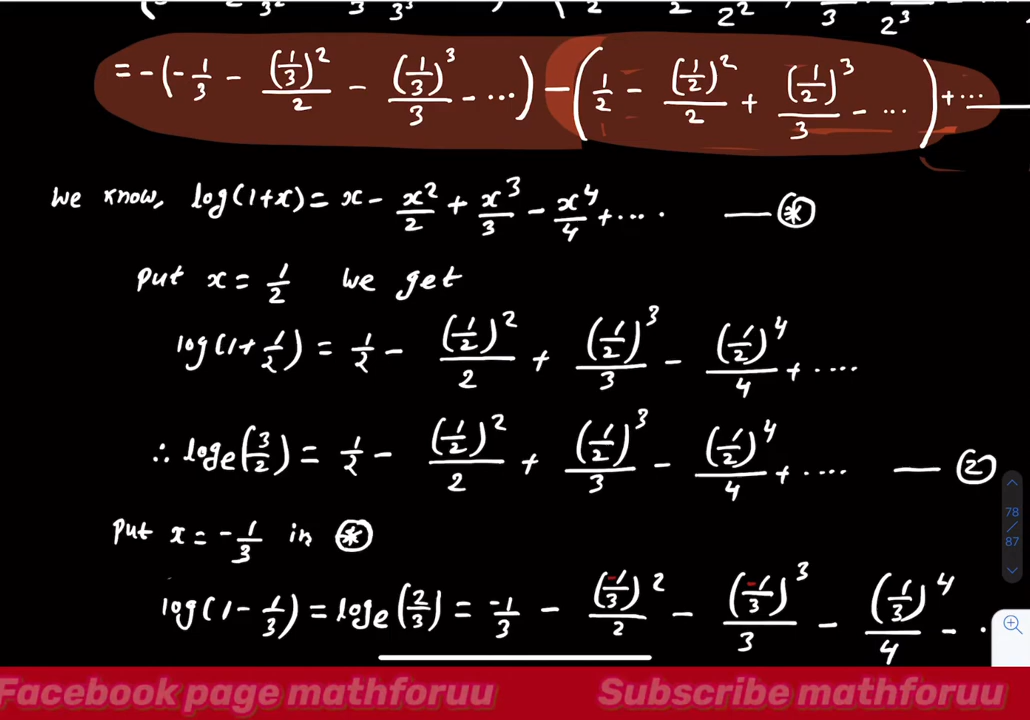 = -(-1/3 - (1/3)^2/2 - (1/3)^3/3 - ...) - (1/2 - (1/2)^2/2 + (1/2)^3/3 - ....) + ...
We know, log(1+x) = x - x^2/2 + x^3/3 - x^4/4 + .... — ⊛
Put x = 1/2 we get
log(1+1/2) = 1/2 - (1/2)^2/2 + (1/2)^3/3 - (1/2)^4/4 + ....
∴ loge(3/2) = 1/2 - (1/2)^2/2 + (1/2)^3/3 - (1/2)^4/4 + .... — ②
Put x = -1/3 in ⊛
log(1-1/3) = loge(2/3) = -1/3 - (-1/3)^2/2 - (-1/3)^3/3 - (1/3)^4/4 - .
78
/
87
Facebook page mathforuu
Subscribe mathforuu